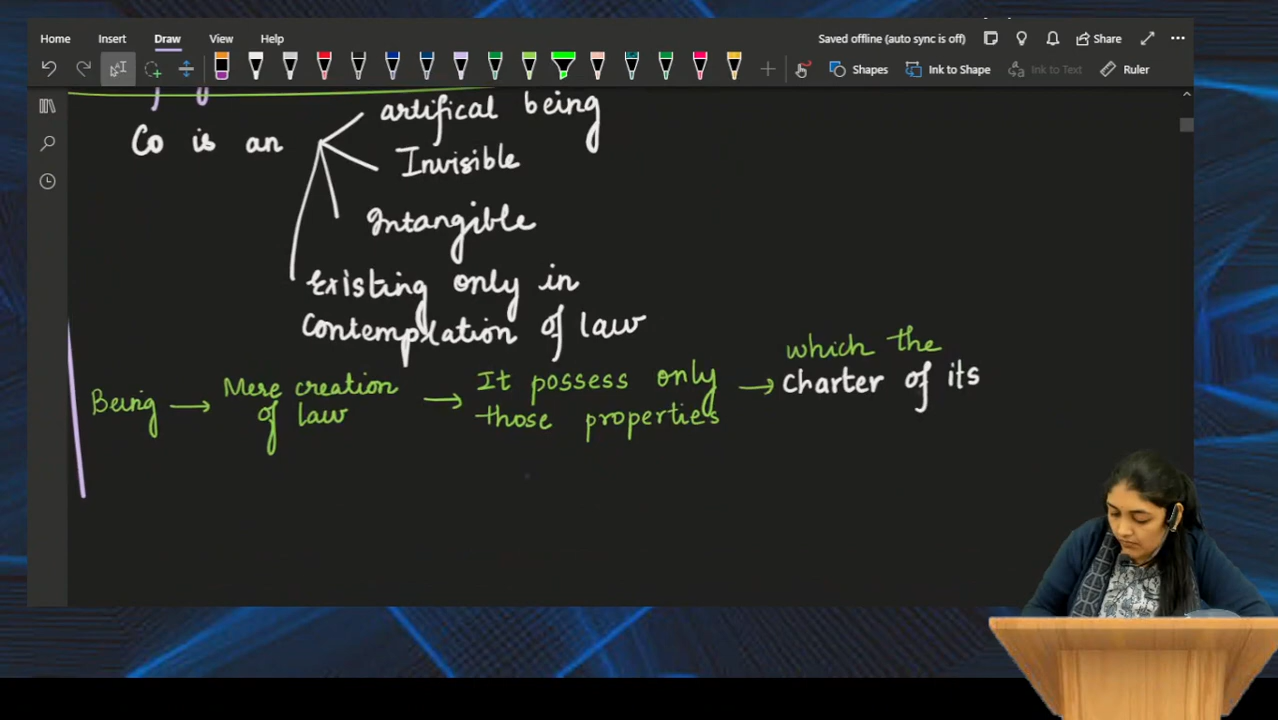 Home Insert Draw View Help Saved offline (auto sync is off) Share
Shapes Ink to Shape Ink to Text Ruler
artifical being
Co is an
Invisible
Intangible
Existing only in
Contemplation of law
which the
Being → Mere creation → It possess only → charter of its
of law those properties